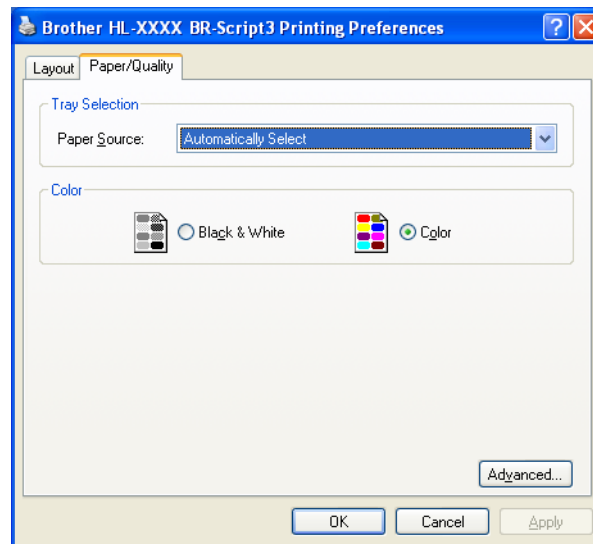 Brother HL-XXXX BR-Script3 Printing Preferences
Layout
Paper/Quality
Tray Selection
Paper Source:
Automatically Select
Color
Black & White
Color
Advanced...
OK
Cancel
Apply